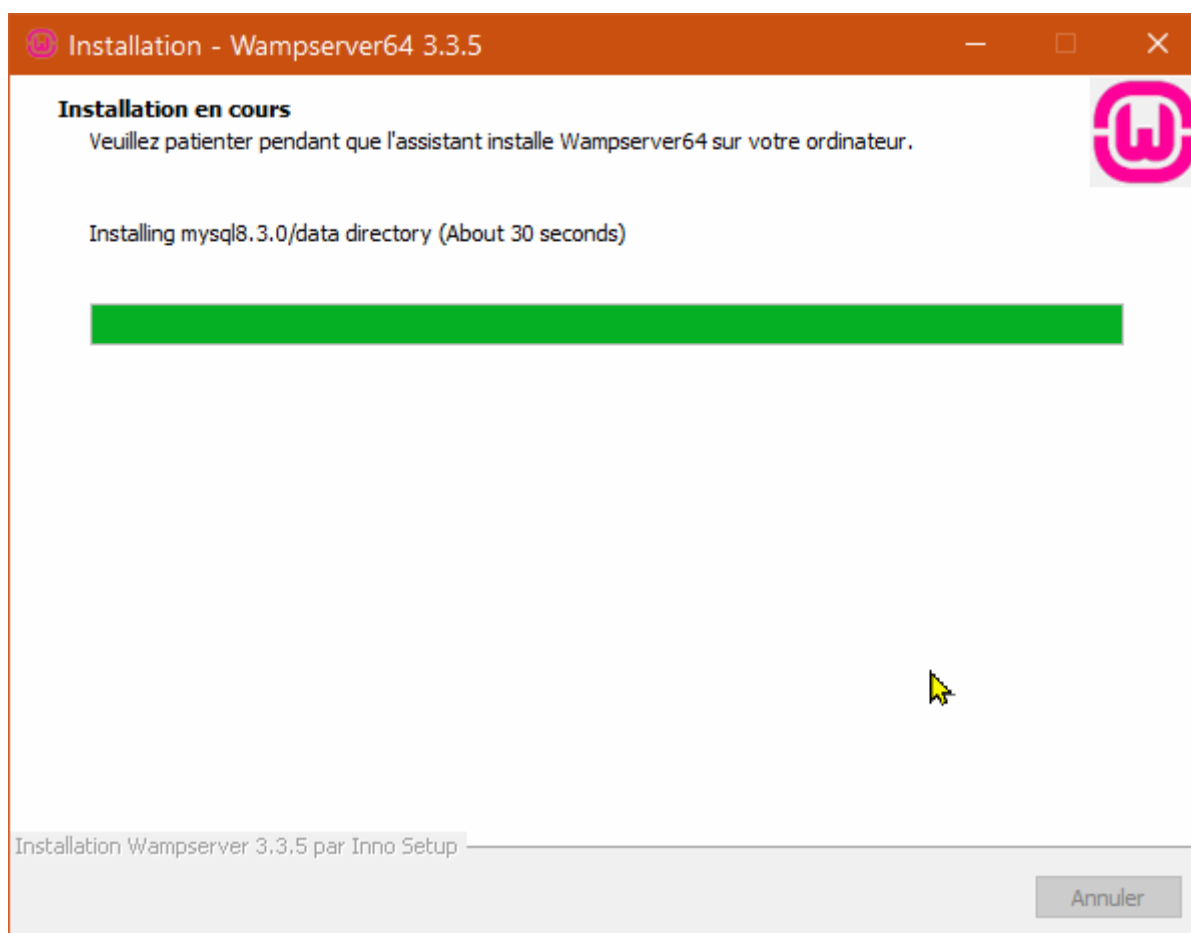 Installation - Wampserver64 3.3.5
Installation en cours
Veuillez patienter pendant que l'assistant installe Wampserver64 sur votre ordinateur.
Installing mysql8.3.0/data directory (About 30 seconds)
Installation Wampserver 3.3.5 par Inno Setup
Annuler